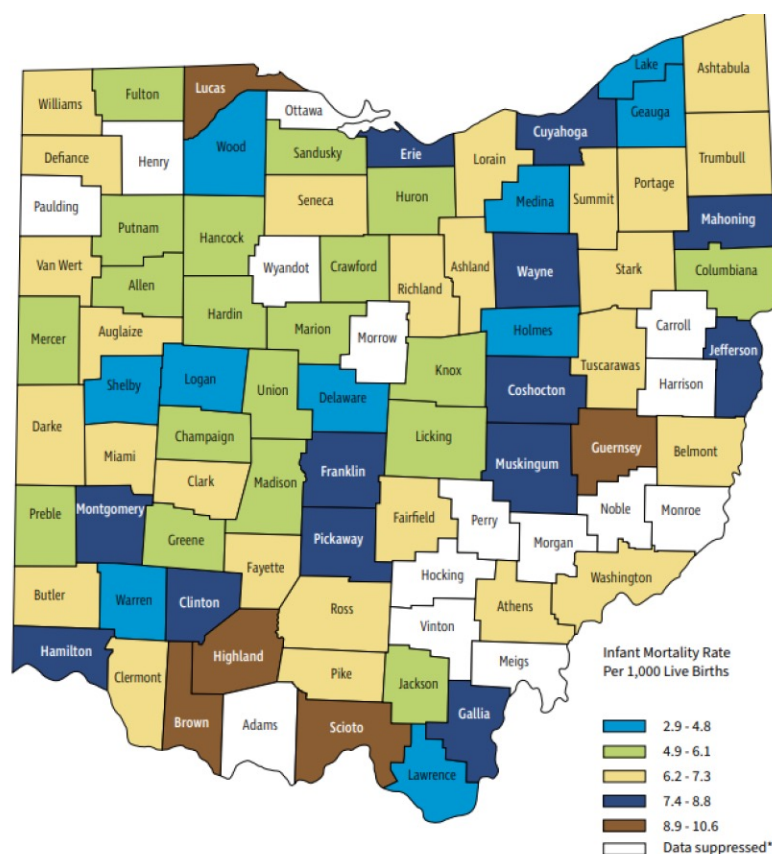 Lake
Ashtabula
Lucas
Fulton
Williams
Geauga
Ottawa
Cuyahoga
Wood
Erie
Lorain
Trumbull
Defiance
Henry
Sandusky
Portage
Summit
Huron
Medina
Seneca
Paulding
Mahoning
Putnam
Hancock
Van Wert
Wyandot
Crawford
Richland
Ashland
Wayne
Stark
Columbiana
Allen
Hardin
Mercer
Auglaize
Marion
Morrow
Holmes
Carroll
Jefferson
Tuscarawas
Knox
Logan
Shelby
Union
Delaware
Coshocton
Harrison
Darke
Champaign
Licking
Guernsey
Belmont
Miami
Franklin
Muskingum
Clark
Madison
Montgomery
Preble
Fairfield
Perry
Noble
Monroe
Greene
Pickaway
Morgan
Fayette
Hocking
Washington
Butler
Warren
Clinton
Ross
Athens
Vinton
Hamilton
Highland
Meigs
Clermont
Pike
Jackson
Gallia
Brown
Adams
Scioto
Lawrence
Infant Mortality Rate
Per 1,000 Live Births
2.9 - 4.8
4.9 - 6.1
6.2 - 7.3
7.4 - 8.8
8.9 - 10.6
Data suppressed*